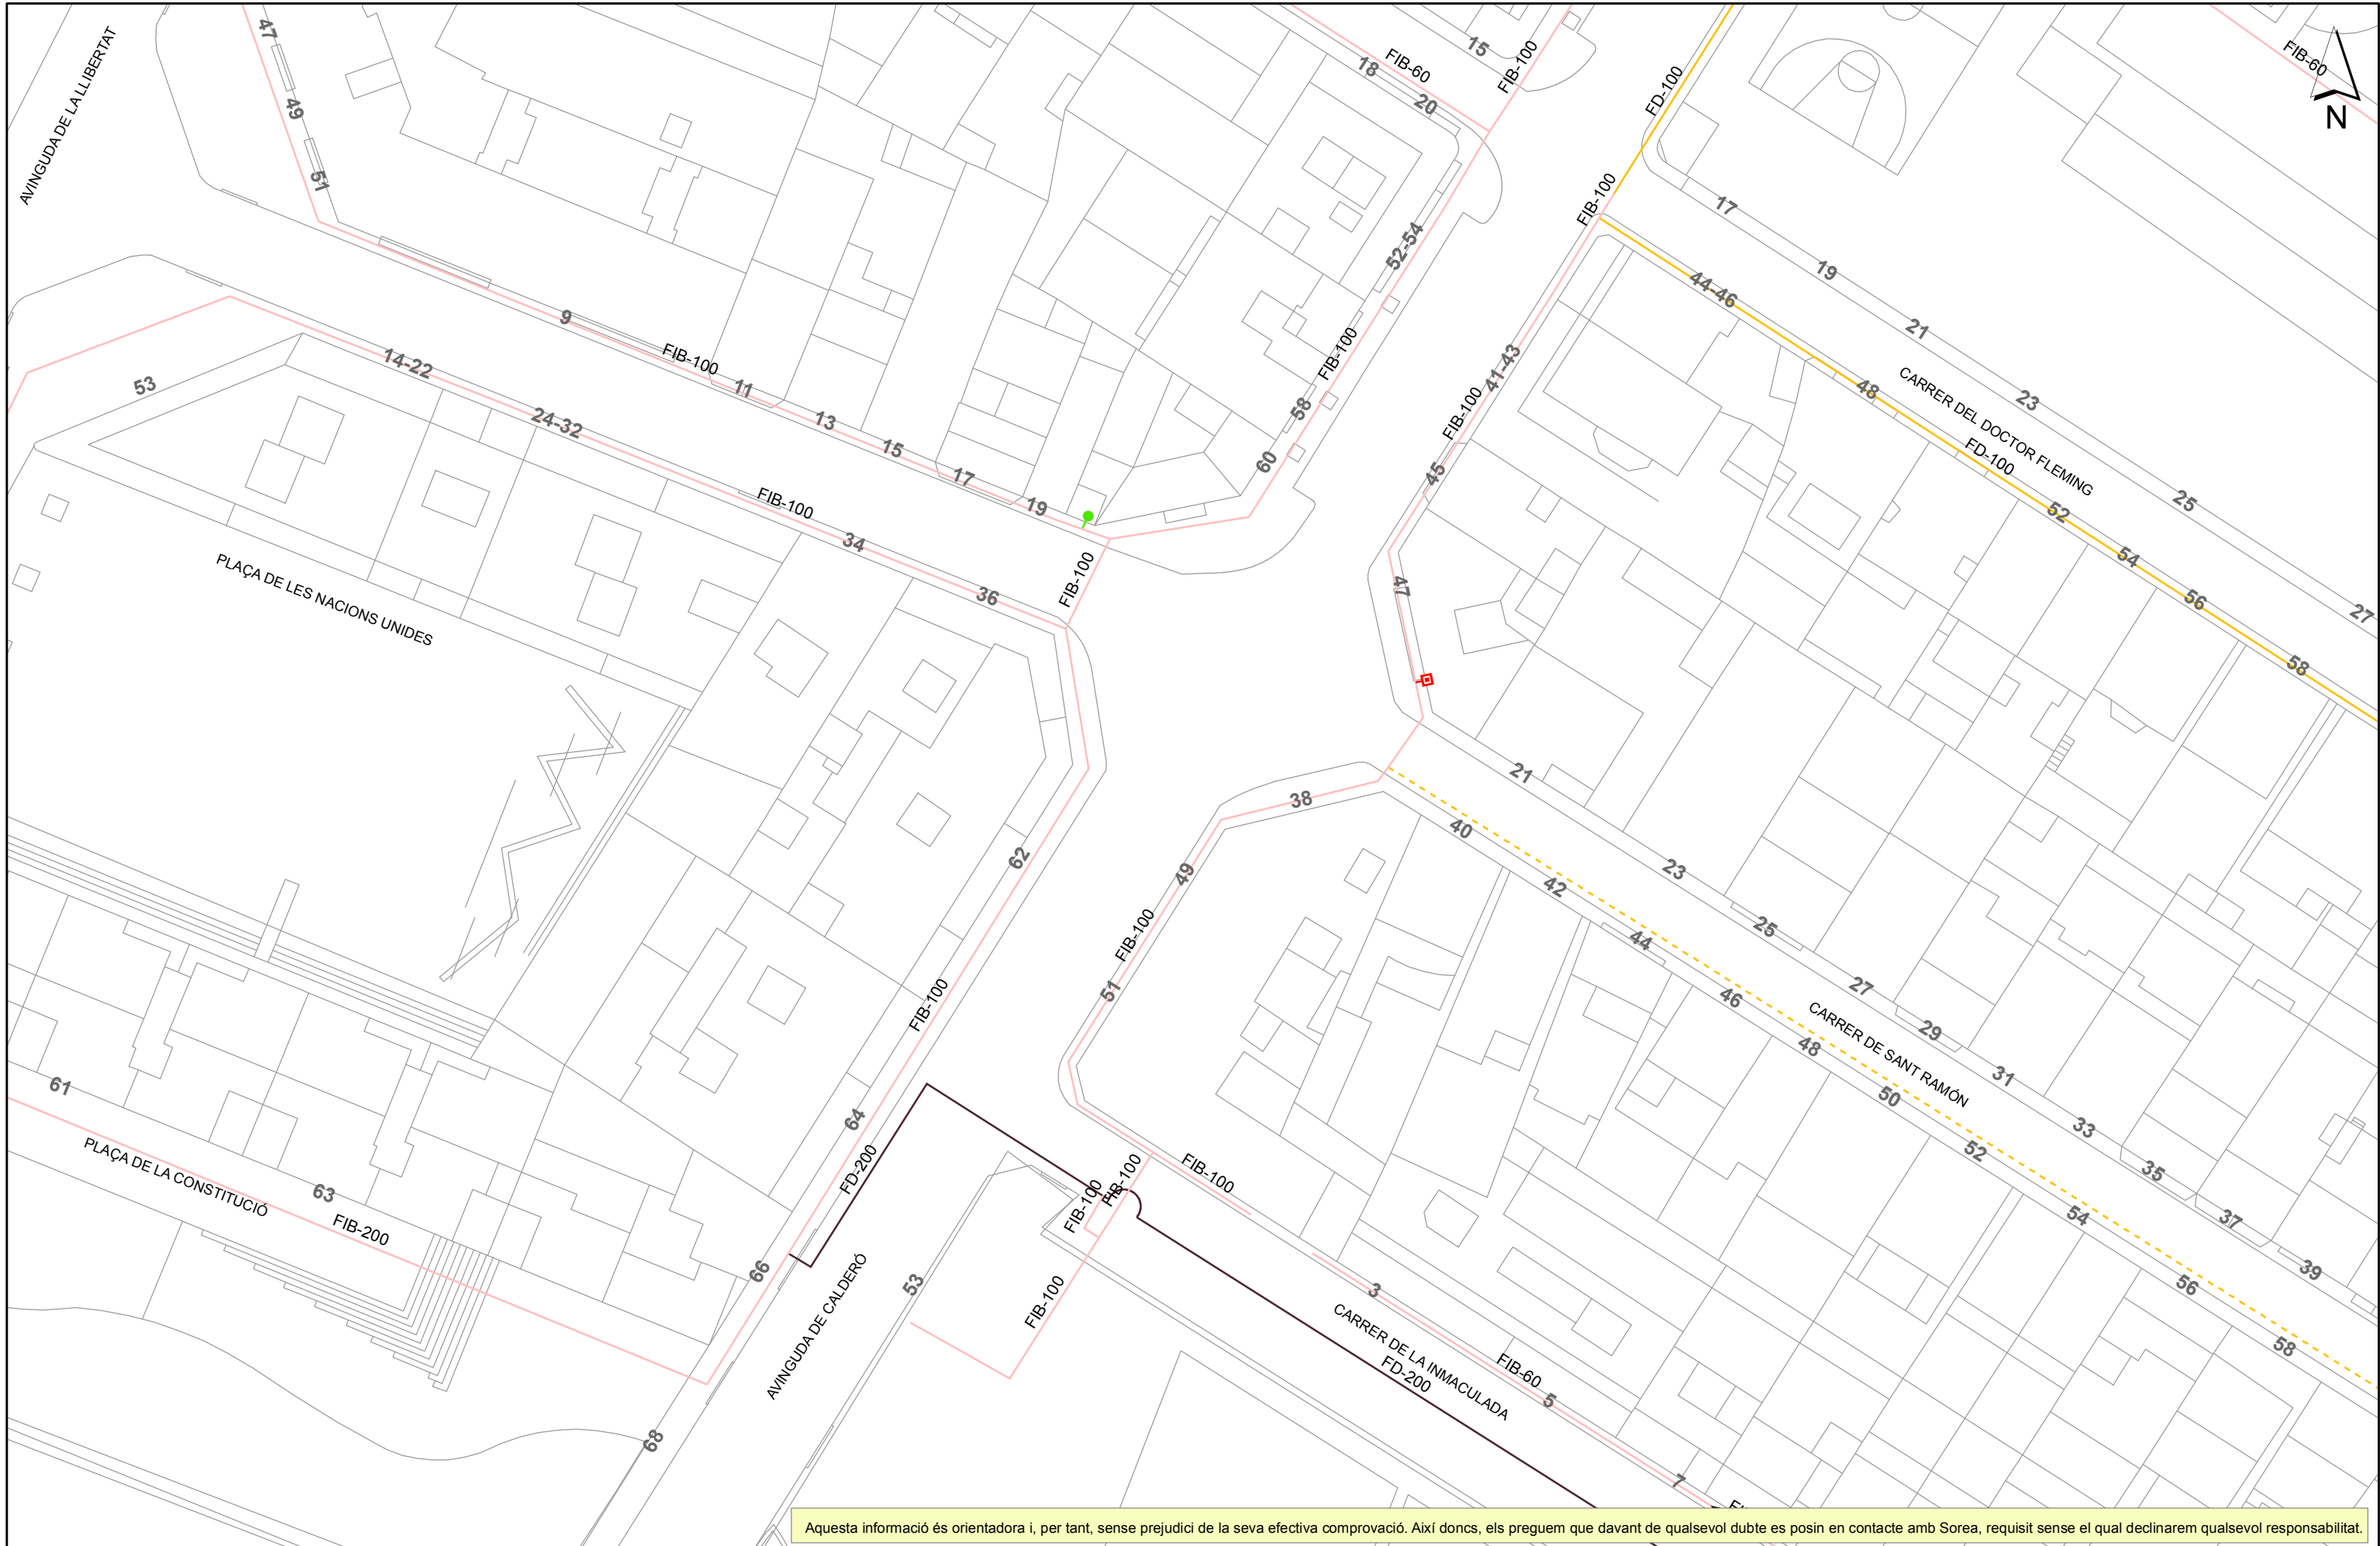 AVINGUDA DE LA LLIBERTAT
47
49
51
FIB-60
18
20
15
FIB-100
FD-100
FIB-60
N
FIB-100
17
19
21
23
25
27
44-46
48
CARRER DEL DOCTOR FLEMING
FD-100
52
54
56
58
52-54
FIB-100
58
60
41-43
FIB-100
45
47
9
FIB-100
11
13
15
17
19
53
14-22
24-32
FIB-100
34
36
FIB-100
PLAÇA DE LES NACIONS UNIDES
62
FIB-100
64
FD-200
66
68
38
49
FIB-100
51
21
23
25
27
29
31
33
35
37
39
40
42
44
46
48
50
52
54
56
58
CARRER DE SANT RAMÓN
61
PLAÇA DE LA CONSTITUCIÓ
63
FIB-200
AVINGUDA DE CALDERÓ
53
FIB-100
FIB-100
FIB-100
FIB-100
3
CARRER DE LA INMACULADA
FD-200
FIB-60
5
7
Aquesta informació és orientadora i, per tant, sense prejudici de la seva efectiva comprovació. Així doncs, els preguem que davant de qualsevol dubte es posin en contacte amb Sorea, requisit sense el qual declinarem qualsevol responsabilitat.